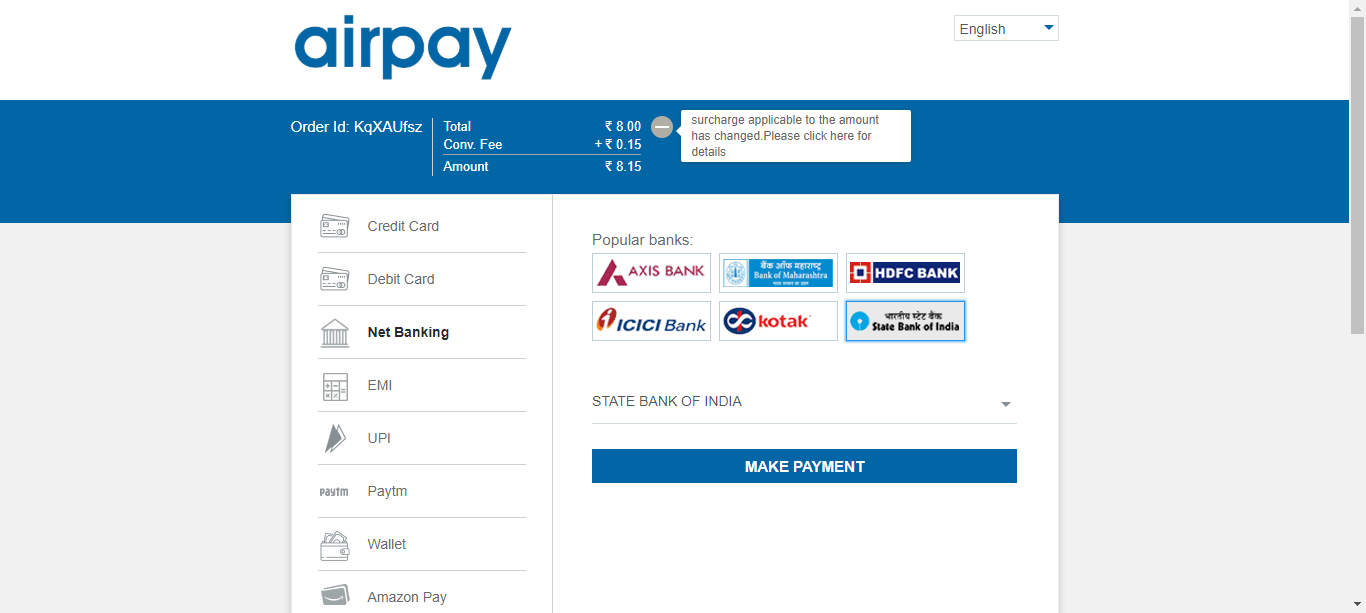 airpay
English
Order Id: KqXAUfsz
Total ₹ 8.00
Conv. Fee + ₹ 0.15
Amount ₹ 8.15
surcharge applicable to the amount
has changed.Please click here for
details
Credit Card
Debit Card
Net Banking
EMI
UPI
Paytm
Paytm
Wallet
Amazon Pay
Popular banks:
AXIS BANK
बैंक ऑफ महाराष्ट्र
Bank of Maharashtra
HDFC BANK
ICICI Bank
kotak
भारतीय स्टेट बैंक
State Bank of India
STATE BANK OF INDIA
MAKE PAYMENT